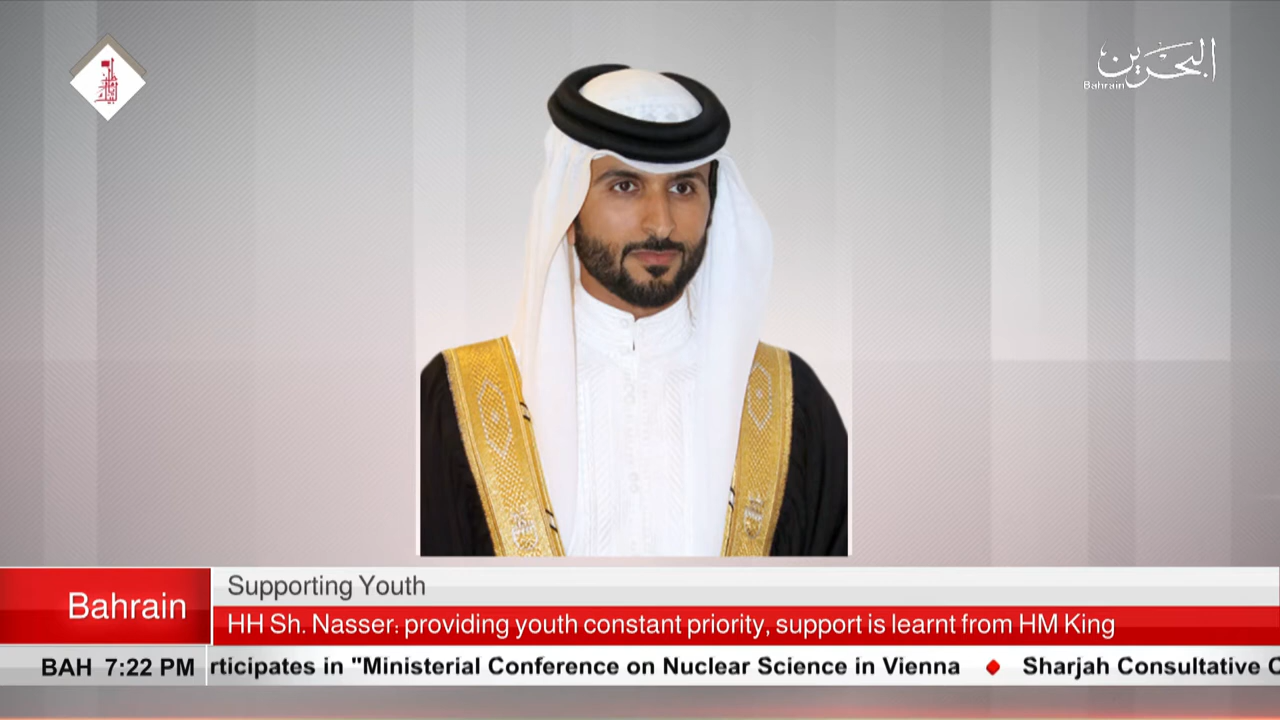 البحرين
Bahrain
Supporting Youth
Bahrain
HH Sh. Nasser: providing youth constant priority, support is learnt from HM King
BAH 7:22 PM
rticipates in "Ministerial Conference on Nuclear Science in Vienna
Sharjah Consultative C